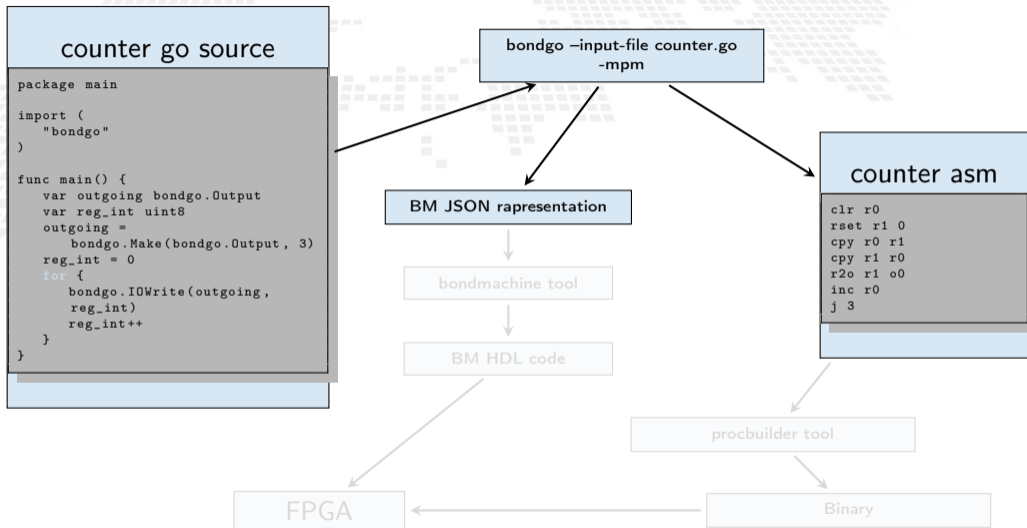 counter go source
package main
import (
"bondgo"
)
func main() {
var outgoing bondgo.Output
var reg_int uint8
outgoing =
bondgo.Make(bondgo.Output, 3)
reg_int = 0
for {
bondgo.IOWrite(outgoing,
reg_int)
reg_int++
}
}
bondgo –input-file counter.go
-mpm
BM JSON rapresentation
bondmachine tool
BM HDL code
FPGA
counter asm
clr r0
rset r1 0
cpy r0 r1
cpy r1 r0
r2o r1 o0
inc r0
j 3
procbuilder tool
Binary